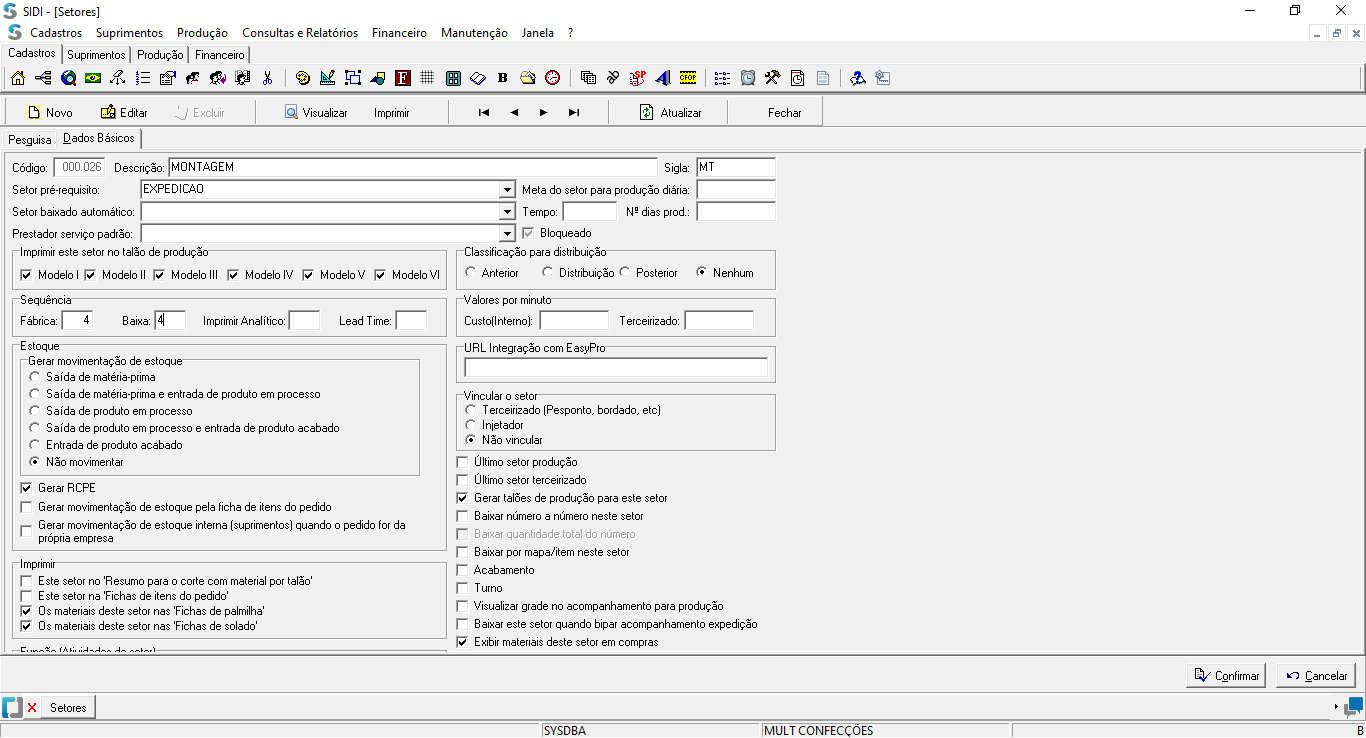 SIDI - [Setores]
Cadastros Suprimentos Produção Consultas e Relatórios Financeiro Manutenção Janela ?
Cadastros Suprimentos Produção Financeiro
F B SP CFOP
Novo Editar Excluir Visualizar Imprimir Atualizar Fechar
Pesquisa Dados Básicos
Código: 000.026 Descrição: MONTAGEM Sigla: MT
Setor pré-requisito: EXPEDICAO Meta do setor para produção diária:
Setor baixado automático: Tempo: Nº dias prod.:
Prestador serviço padrão: Bloqueado
Imprimir este setor no talão de produção
Modelo I Modelo II Modelo III Modelo IV Modelo V Modelo VI
Classificação para distribuição
Anterior Distribuição Posterior Nenhum
Sequência
Fábrica: 4 Baixa: 4 Imprimir Analítico: Lead Time:
Valores por minuto
Custo(Interno): Terceirizado:
Estoque
Gerar movimentação de estoque
Saída de matéria-prima
Saída de matéria-prima e entrada de produto em processo
Saída de produto em processo
Saída de produto em processo e entrada de produto acabado
Entrada de produto acabado
Não movimentar
Gerar RCPE
Gerar movimentação de estoque pela ficha de itens do pedido
Gerar movimentação de estoque interna (suprimentos) quando o pedido for da
própria empresa
Imprimir
Este setor no 'Resumo para o corte com material por talão'
Este setor na 'Fichas de itens do pedido'
Os materiais deste setor nas 'Fichas de palmilha'
Os materiais deste setor nas 'Fichas de solado'
Função (Atividades do setor)
URL Integração com EasyPro
Vincular o setor
Terceirizado (Pesponto, bordado, etc)
Injetador
Não vincular
Último setor produção
Último setor terceirizado
Gerar talões de produção para este setor
Baixar número a número neste setor
Baixar quantidade total do número
Baixar por mapa/item neste setor
Acabamento
Turno
Visualizar grade no acompanhamento para produção
Baixar este setor quando bipar acompanhamento expedição
Exibir materiais deste setor em compras
Confirmar Cancelar
Setores
SYSDBA MULT CONFECÇÕES B